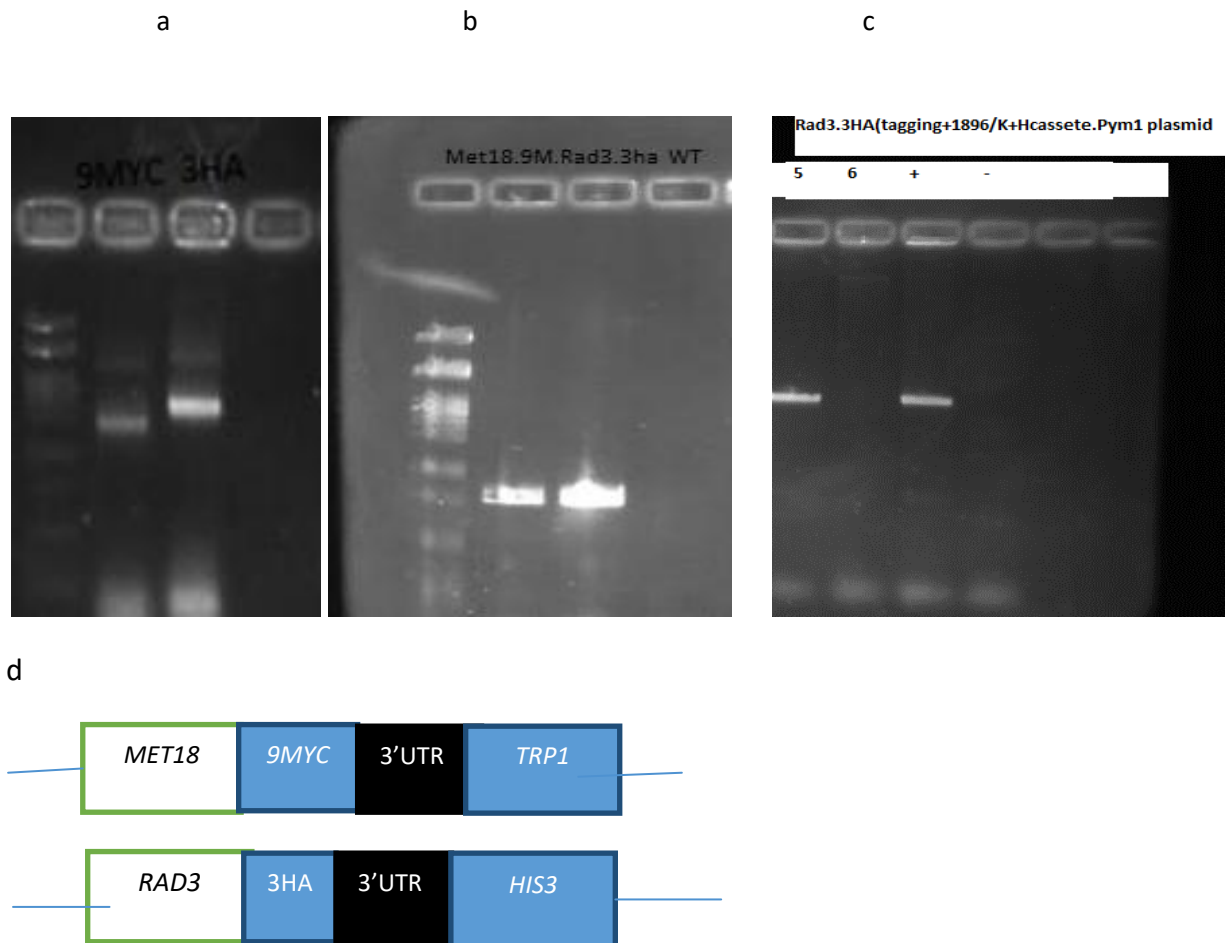 a b c
9MYC 3HA
Met18.9M.Rad3.3ha WT
Rad3.3HA(tagging+1896/K+Hcassete.Pym1 plasmid
5 6 + -
d
MET18 9MYC 3'UTR TRP1
RAD3 3HA 3'UTR HIS3